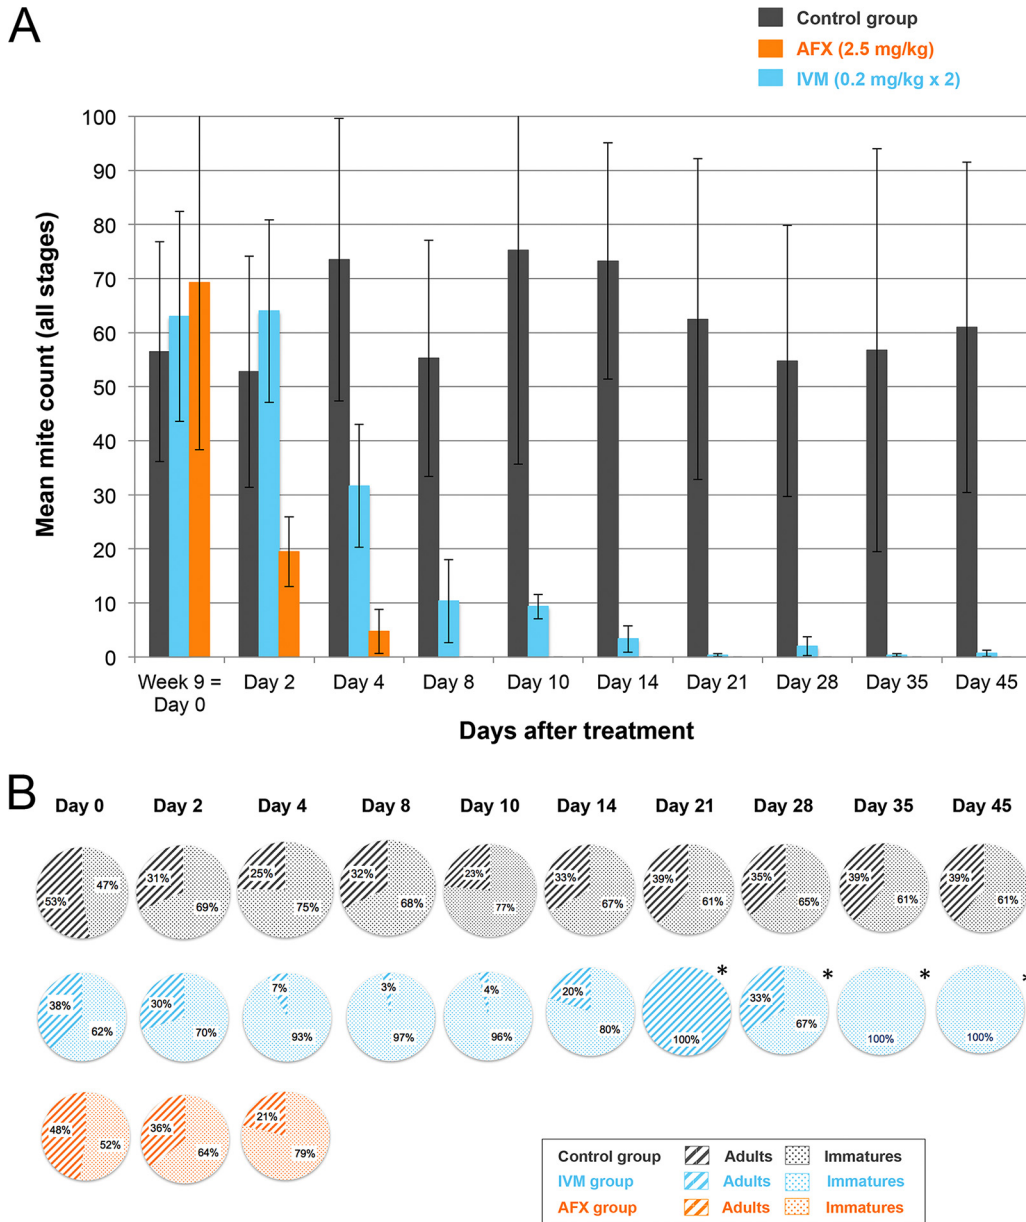 A
Control group
AFX (2.5 mg/kg)
IVM (0.2 mg/kg x 2)
Mean mite count (all stages)
100
90
80
70
60
50
40
30
20
10
0
Week 9 = Day 2 Day 4 Day 8 Day 10 Day 14 Day 21 Day 28 Day 35 Day 45
Day 0
Days after treatment
B
Day 0 Day 2 Day 4 Day 8 Day 10 Day 14 Day 21 Day 28 Day 35 Day 45
53% 47% 31% 69% 25% 75% 32% 68% 23% 77% 33% 67% 39% 61% 35% 65% 39% 61% 39% 61%
38% 62% 30% 70% 7% 93% 3% 97% 4% 96% 20% 80% 100% * 33% 67% * 100% * 100% *
48% 52% 36% 64% 21% 79%
Control group Adults Immatures
IVM group Adults Immatures
AFX group Adults Immatures